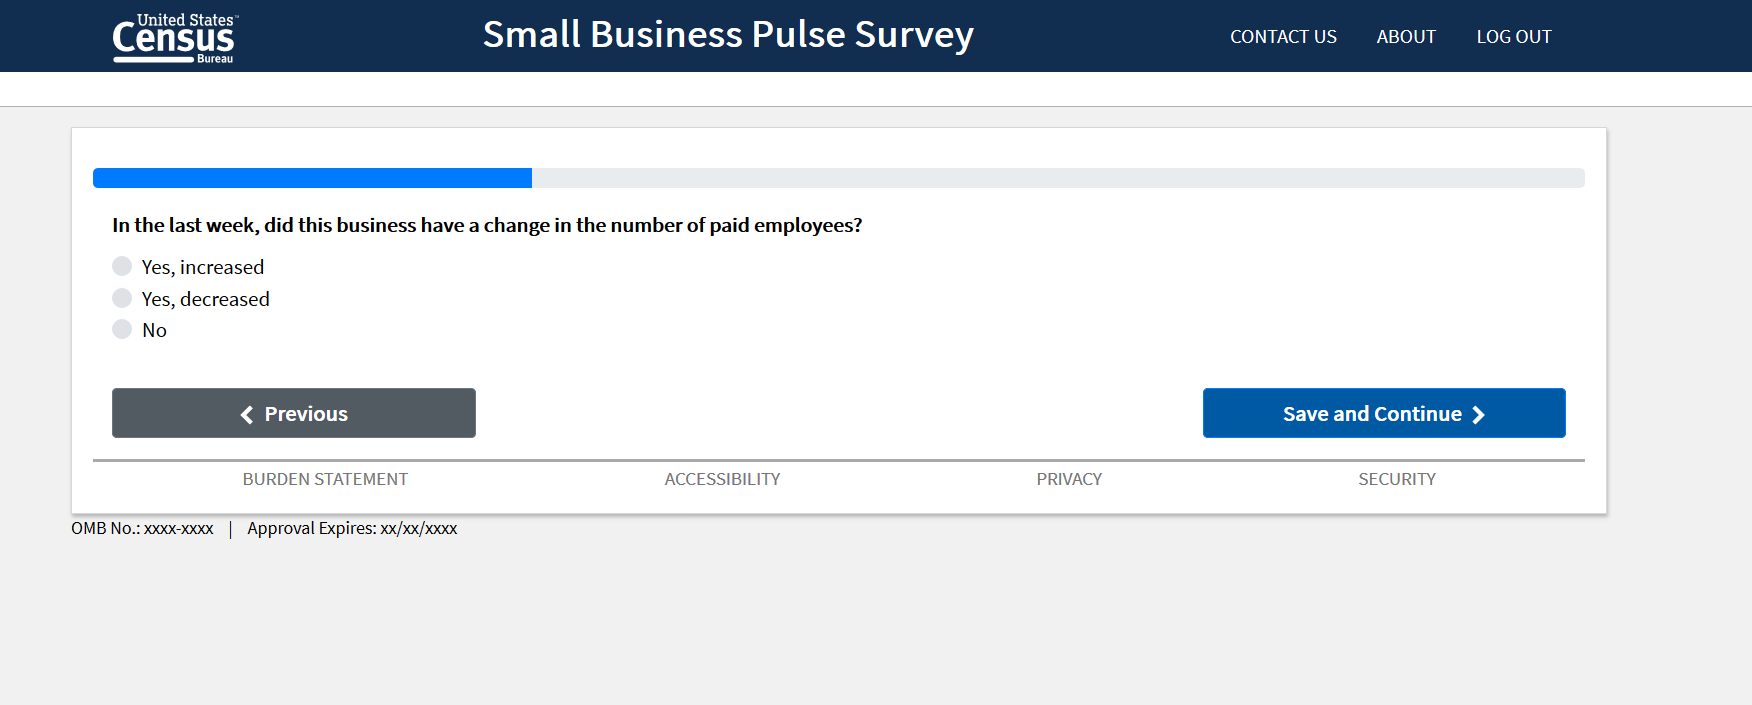 United States™
Census
Bureau
Small Business Pulse Survey
CONTACT US
ABOUT
LOG OUT
In the last week, did this business have a change in the number of paid employees?
Yes, increased
Yes, decreased
No
Previous
Save and Continue
BURDEN STATEMENT
ACCESSIBILITY
PRIVACY
SECURITY
OMB No.: xxxx-xxxx | Approval Expires: xx/xx/xxxx